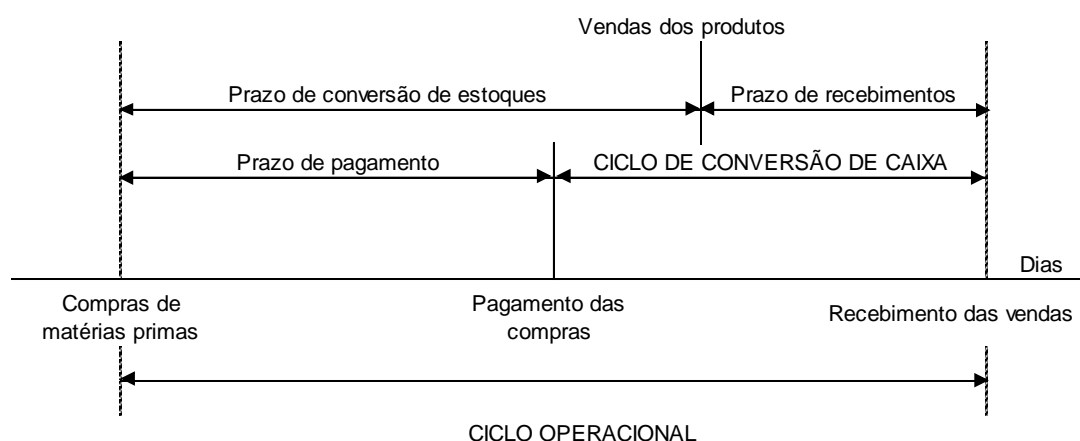 Vendas dos produtos
Prazo de conversão de estoques
Prazo de recebimentos
Prazo de pagamento
CICLO DE CONVERSÃO DE CAIXA
Dias
Compras de
matérias primas
Pagamento das
compras
Recebimento das vendas
CICLO OPERACIONAL